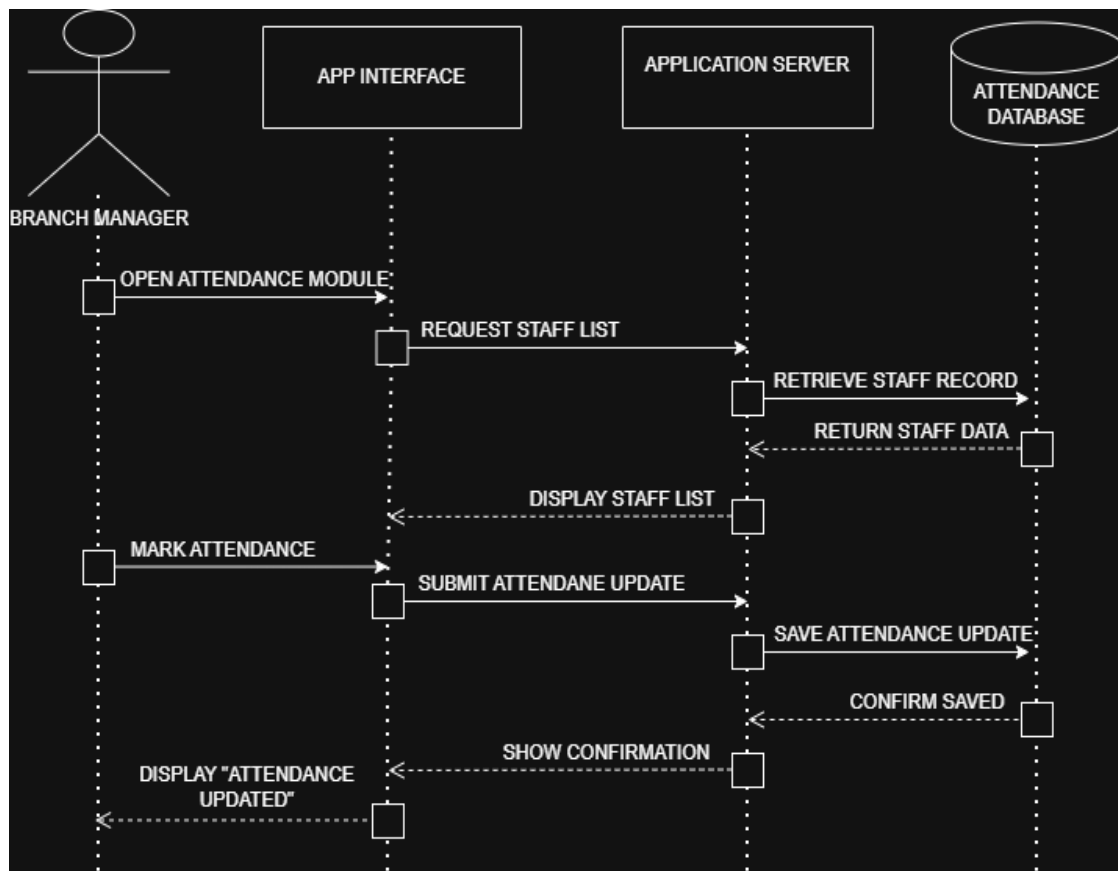 APP INTERFACE
APPLICATION SERVER
ATTENDANCE
DATABASE
BRANCH MANAGER
OPEN ATTENDANCE MODULE
REQUEST STAFF LIST
RETRIEVE STAFF RECORD
RETURN STAFF DATA
DISPLAY STAFF LIST
MARK ATTENDANCE
SUBMIT ATTENDANE UPDATE
SAVE ATTENDANCE UPDATE
CONFIRM SAVED
SHOW CONFIRMATION
DISPLAY "ATTENDANCE
UPDATED"